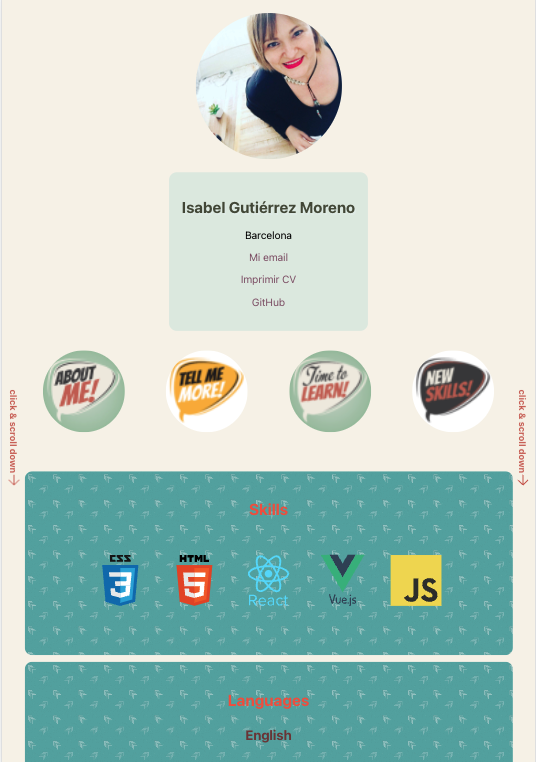 Isabel Gutiérrez Moreno
Barcelona
Mi email
Imprimir CV
GitHub
ABOUT
ME!
TELL ME
MORE!
Time to
LEARN!
NEW
SKILLS!
click & scroll down
click & scroll down
Skills
CSS
3
HTML
5
React
Vue.js
JS
Languages
English